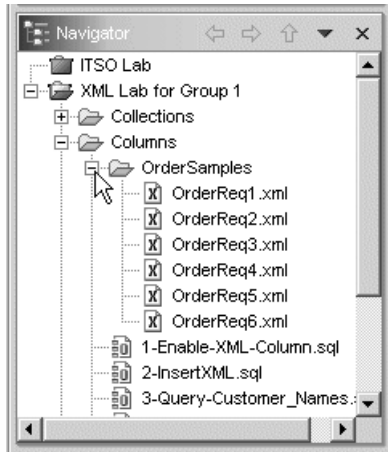 Navigator
ITSO Lab
XML Lab for Group 1
Collections
Columns
OrderSamples
OrderReq1.xml
OrderReq2.xml
OrderReq3.xml
OrderReq4.xml
OrderReq5.xml
OrderReq6.xml
1-Enable-XML-Column.sql
2-InsertXML.sql
3-Query-Customer_Names.